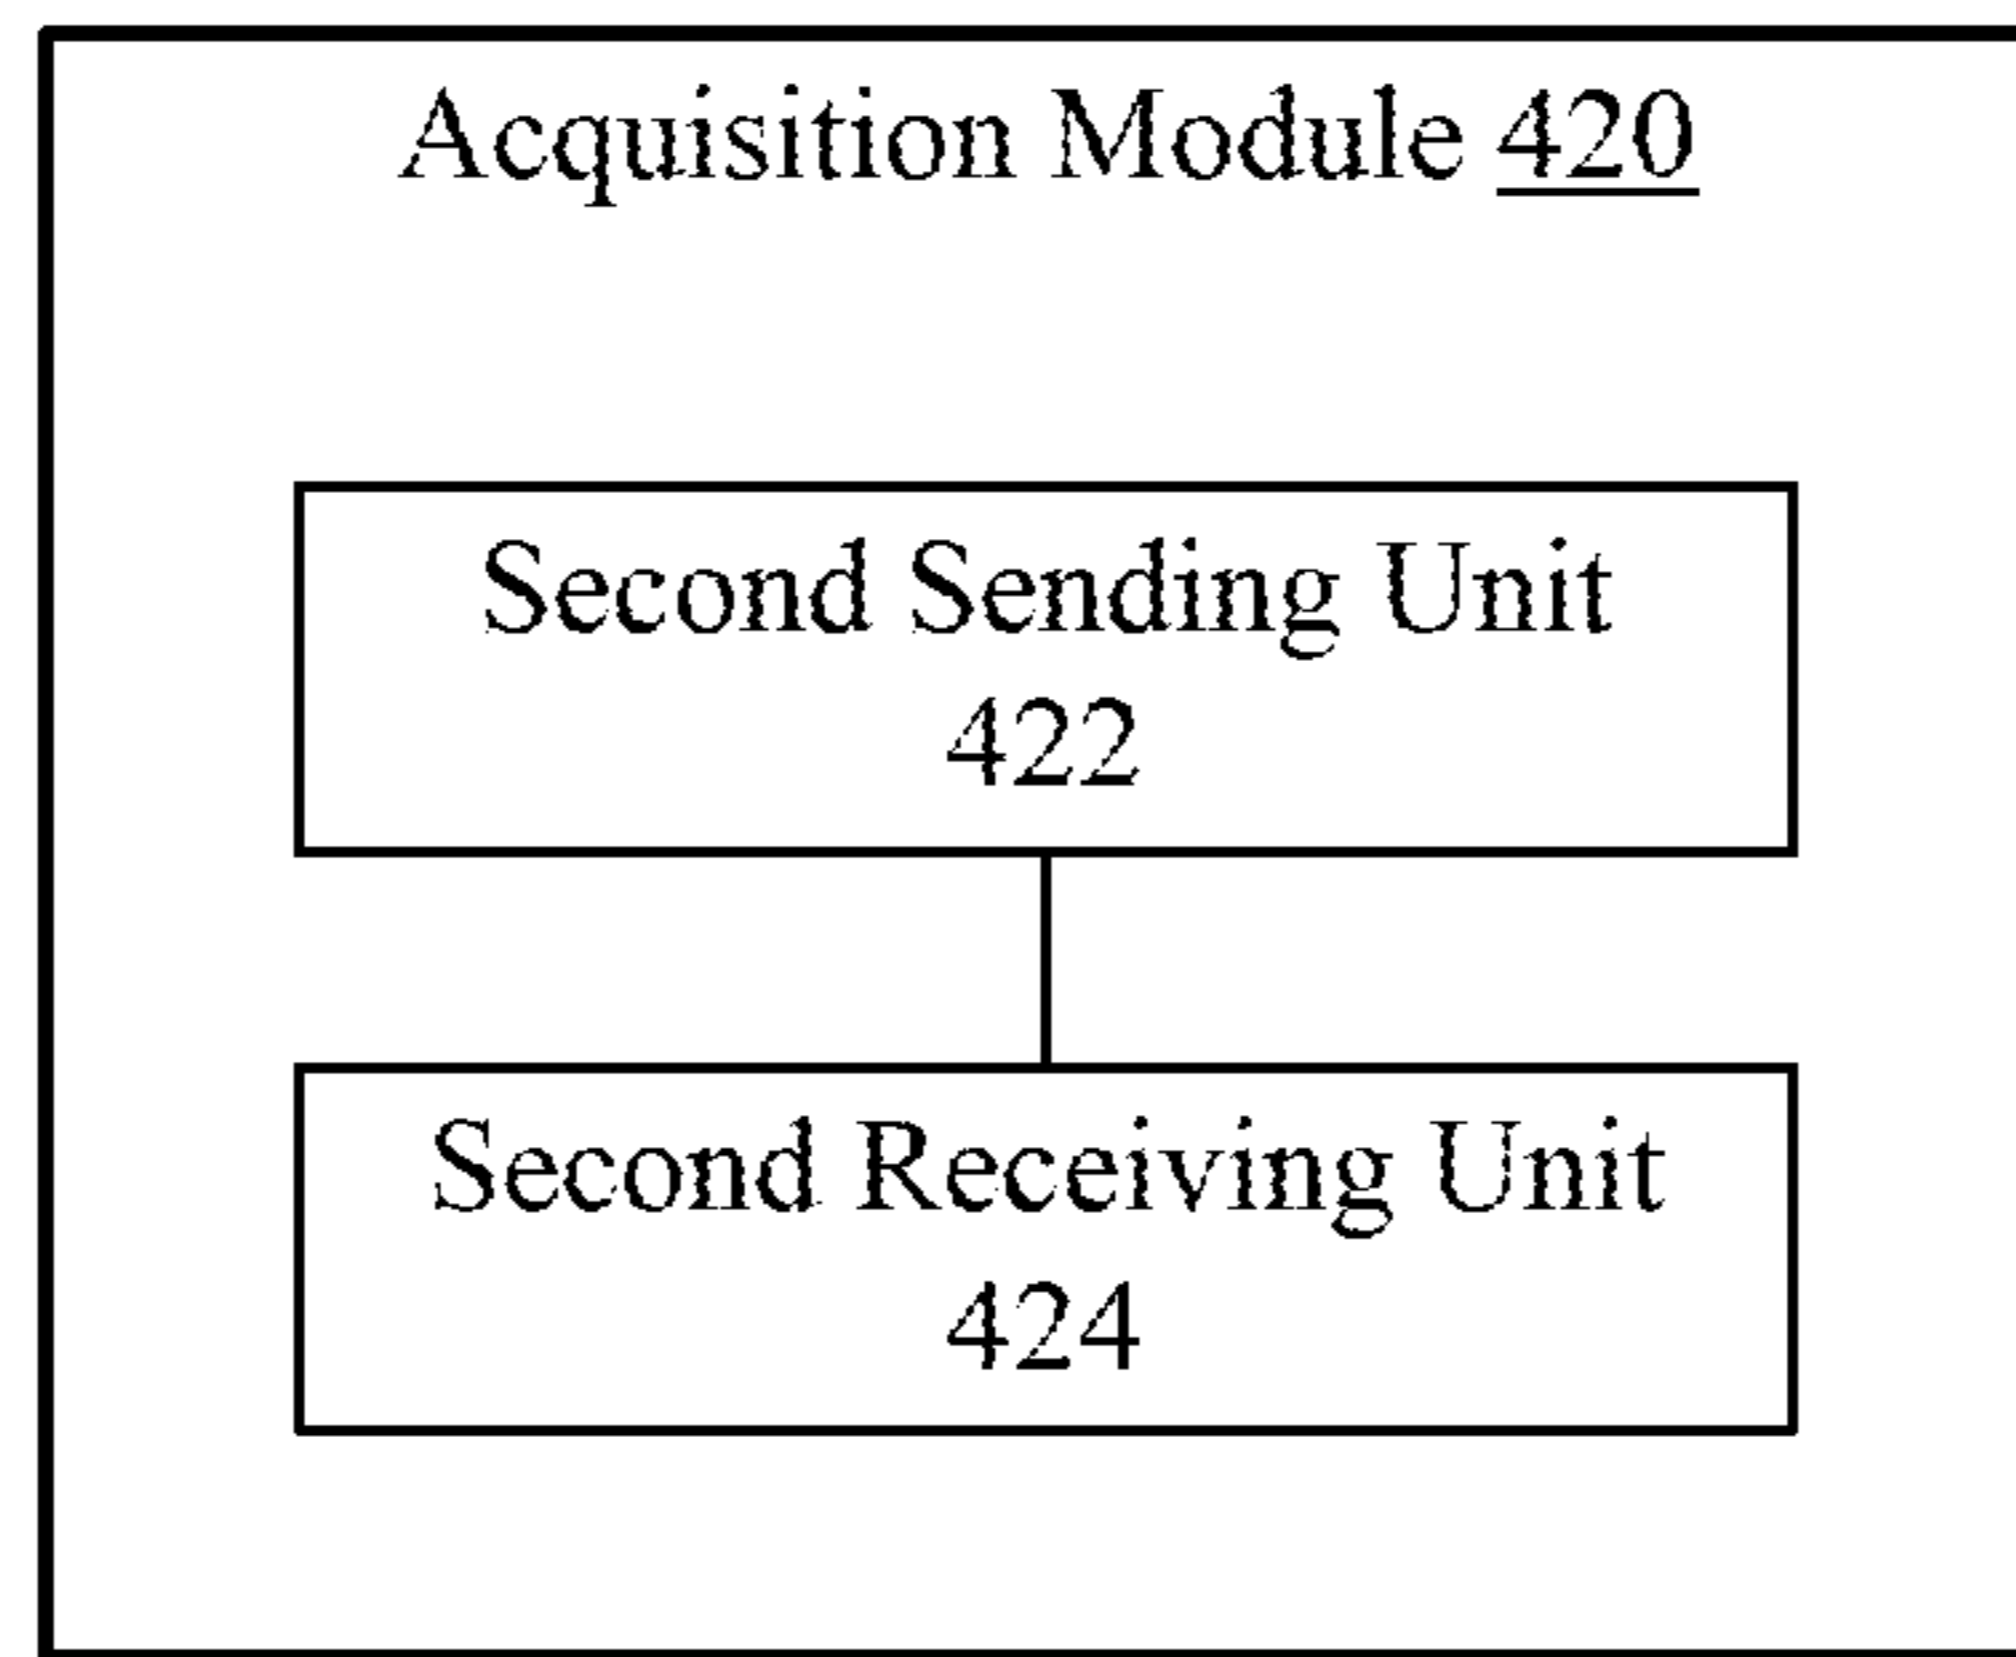 Acquisition Module 420
Second Sending Unit
422
Second Receiving Unit
424